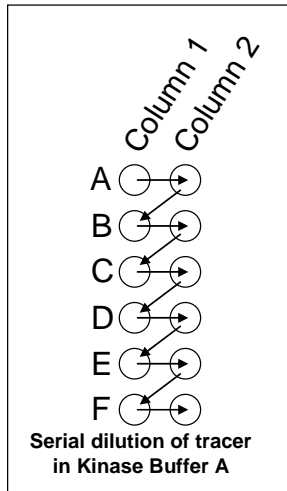 Column 1
Column 2
A
B
C
D
E
F
Serial dilution of tracer
in Kinase Buffer A